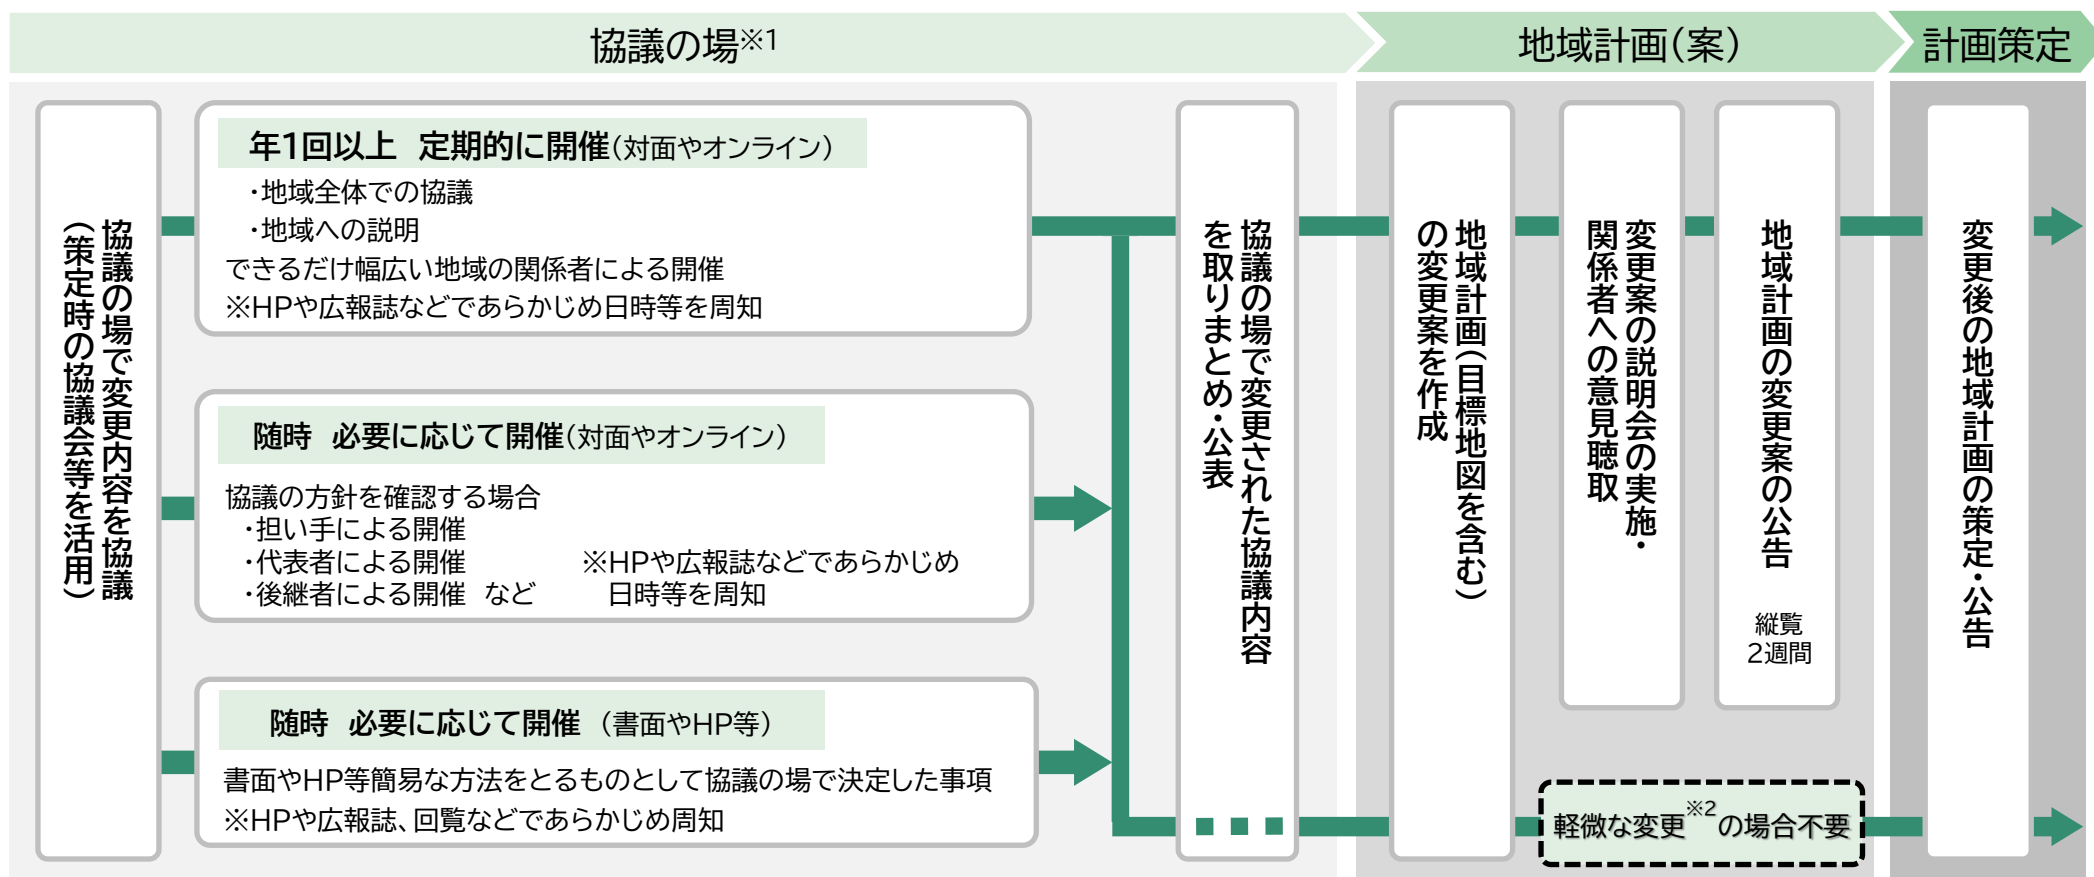 協議の場※1
地域計画（案）
計画策定
協議の場で変更内容を協議
（策定時の協議会等を活用）
年1回以上　定期的に開催（対面やオンライン）
・地域全体での協議
・地域への説明
できるだけ幅広い地域の関係者による開催
※HPや広報誌などであらかじめ日時等を周知
随時　必要に応じて開催（対面やオンライン）
協議の方針を確認する場合
・担い手による開催
・代表者による開催
・後継者による開催　など
※HPや広報誌などであらかじめ
日時等を周知
随時　必要に応じて開催　（書面やHP等）
書面やHP等簡易な方法をとるものとして協議の場で決定した事項
※HPや広報誌、回覧などであらかじめ周知
協議の場で変更された協議内容
を取りまとめ・公表
地域計画（目標地図を含む）
の変更案を作成
変更案の説明会の実施・
関係者への意見聴取
地域計画の変更案の公告
縦覧
2週間
軽微な変更※2の場合不要
変更後の地域計画の策定・公告